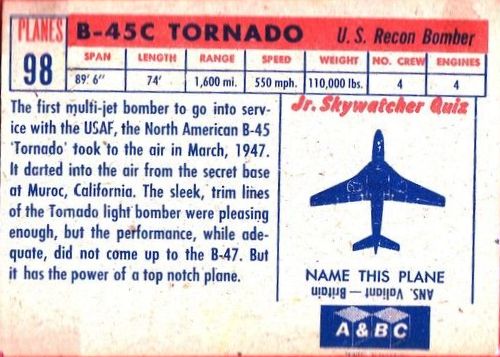 PLANES
98
B-45C TORNADO U. S. Recon Bomber
SPAN LENGTH RANGE SPEED WEIGHT NO. CREW ENGINES
89' 6" 74' 1,600 mi. 550 mph. 110,000 lbs. 4 4
The first multi-jet bomber to go into serv-
ice with the USAF, the North American B-45
'Tornado' took to the air in March, 1947.
It darted into the air from the secret base
at Muroc, California. The sleek, trim lines
of the Tornado light bomber were pleasing
enough, but the performance, while ade-
quate, did not come up to the B-47. But
it has the power of a top notch plane.
Jr. Skywatcher Quiz
NAME THIS PLANE
ANS. Valiant – Britain
A & BC